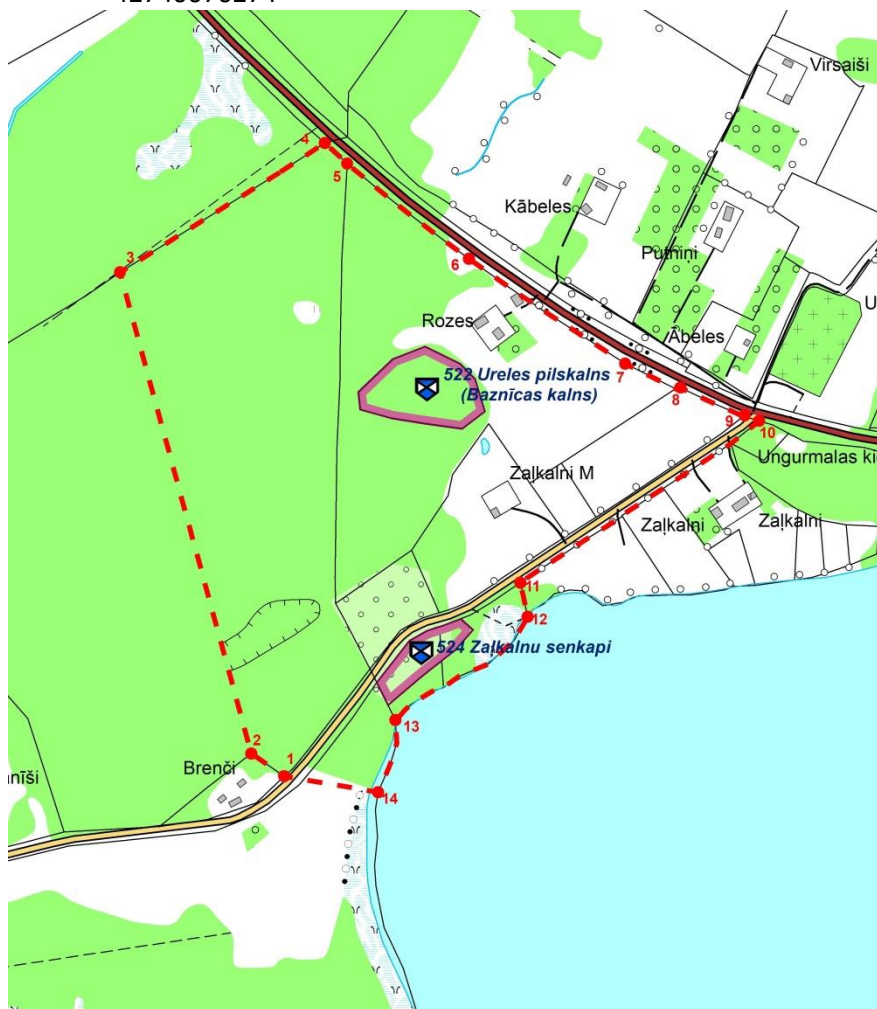 Virsaiši
4
5
Kābeles
3
6
Putniņi
Rozes
Ābeles
U
7
522 Ureles pilskalns
(Baznīcas kalns)
8
9
10
Ungurmalas ki
Zaļkalni M
Zaļkalni
Zaļkalni
11
12
524 Zaļkalnu senkapi
13
2
Brenči
1
nīši
14